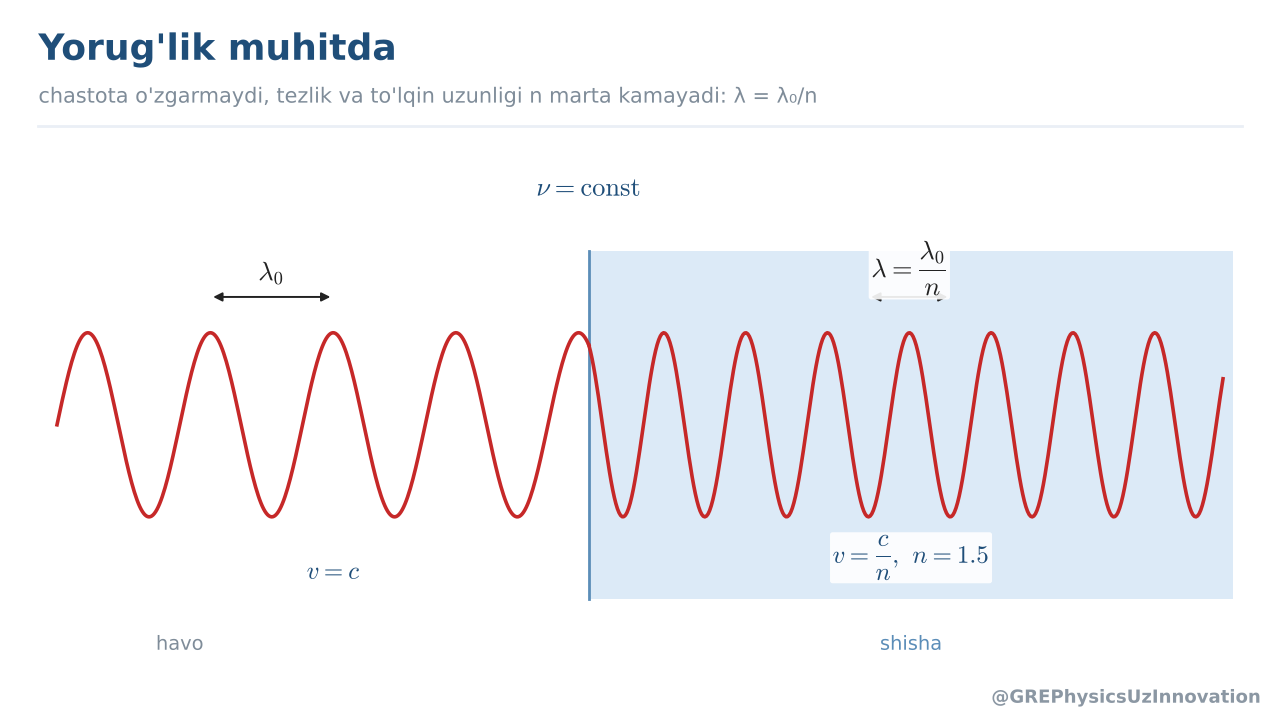 Yorug'lik muhitda
chastota o'zgarmaydi, tezlik va to'lqin uzunligi n marta kamayadi: λ = λ₀/n
ν = const
λ₀
λ = λ₀/n
v = c
v = c/n, n = 1.5
havo
shisha
@GREPhysicsUzInnovation